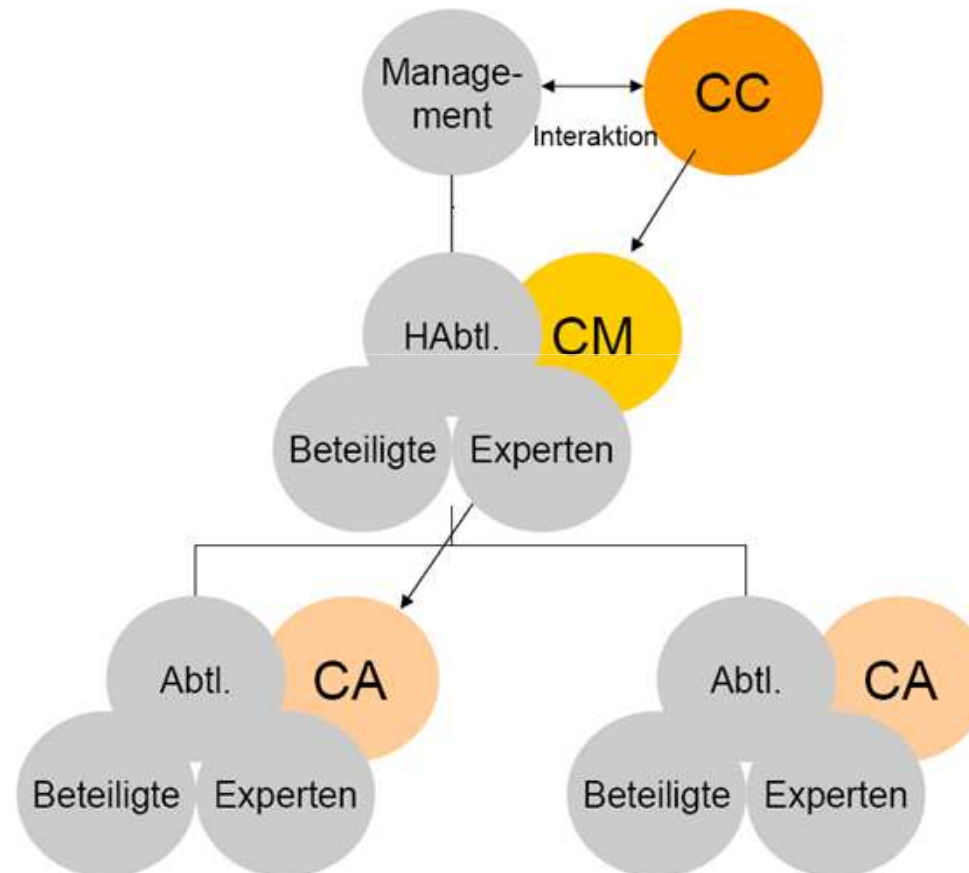 Manage-
ment
CC
Interaktion
HAbtl.
CM
Beteiligte
Experten
Abtl.
CA
Abtl.
CA
Beteiligte
Experten
Beteiligte
Experten